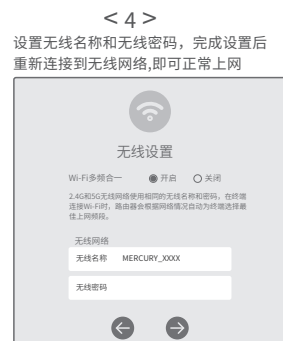 < 4 >
设置无线名称和无线密码，完成设置后
重新连接到无线网络,即可正常上网
无线设置
Wi-Fi多频合一 开启 关闭
2.4G和5G无线网络使用相同的无线名称和密码，在终端
连接Wi-Fi时，路由器会根据网络情况自动为终端选择最
佳上网频段。
无线网络
无线名称 MERCURY_XXXX
无线密码